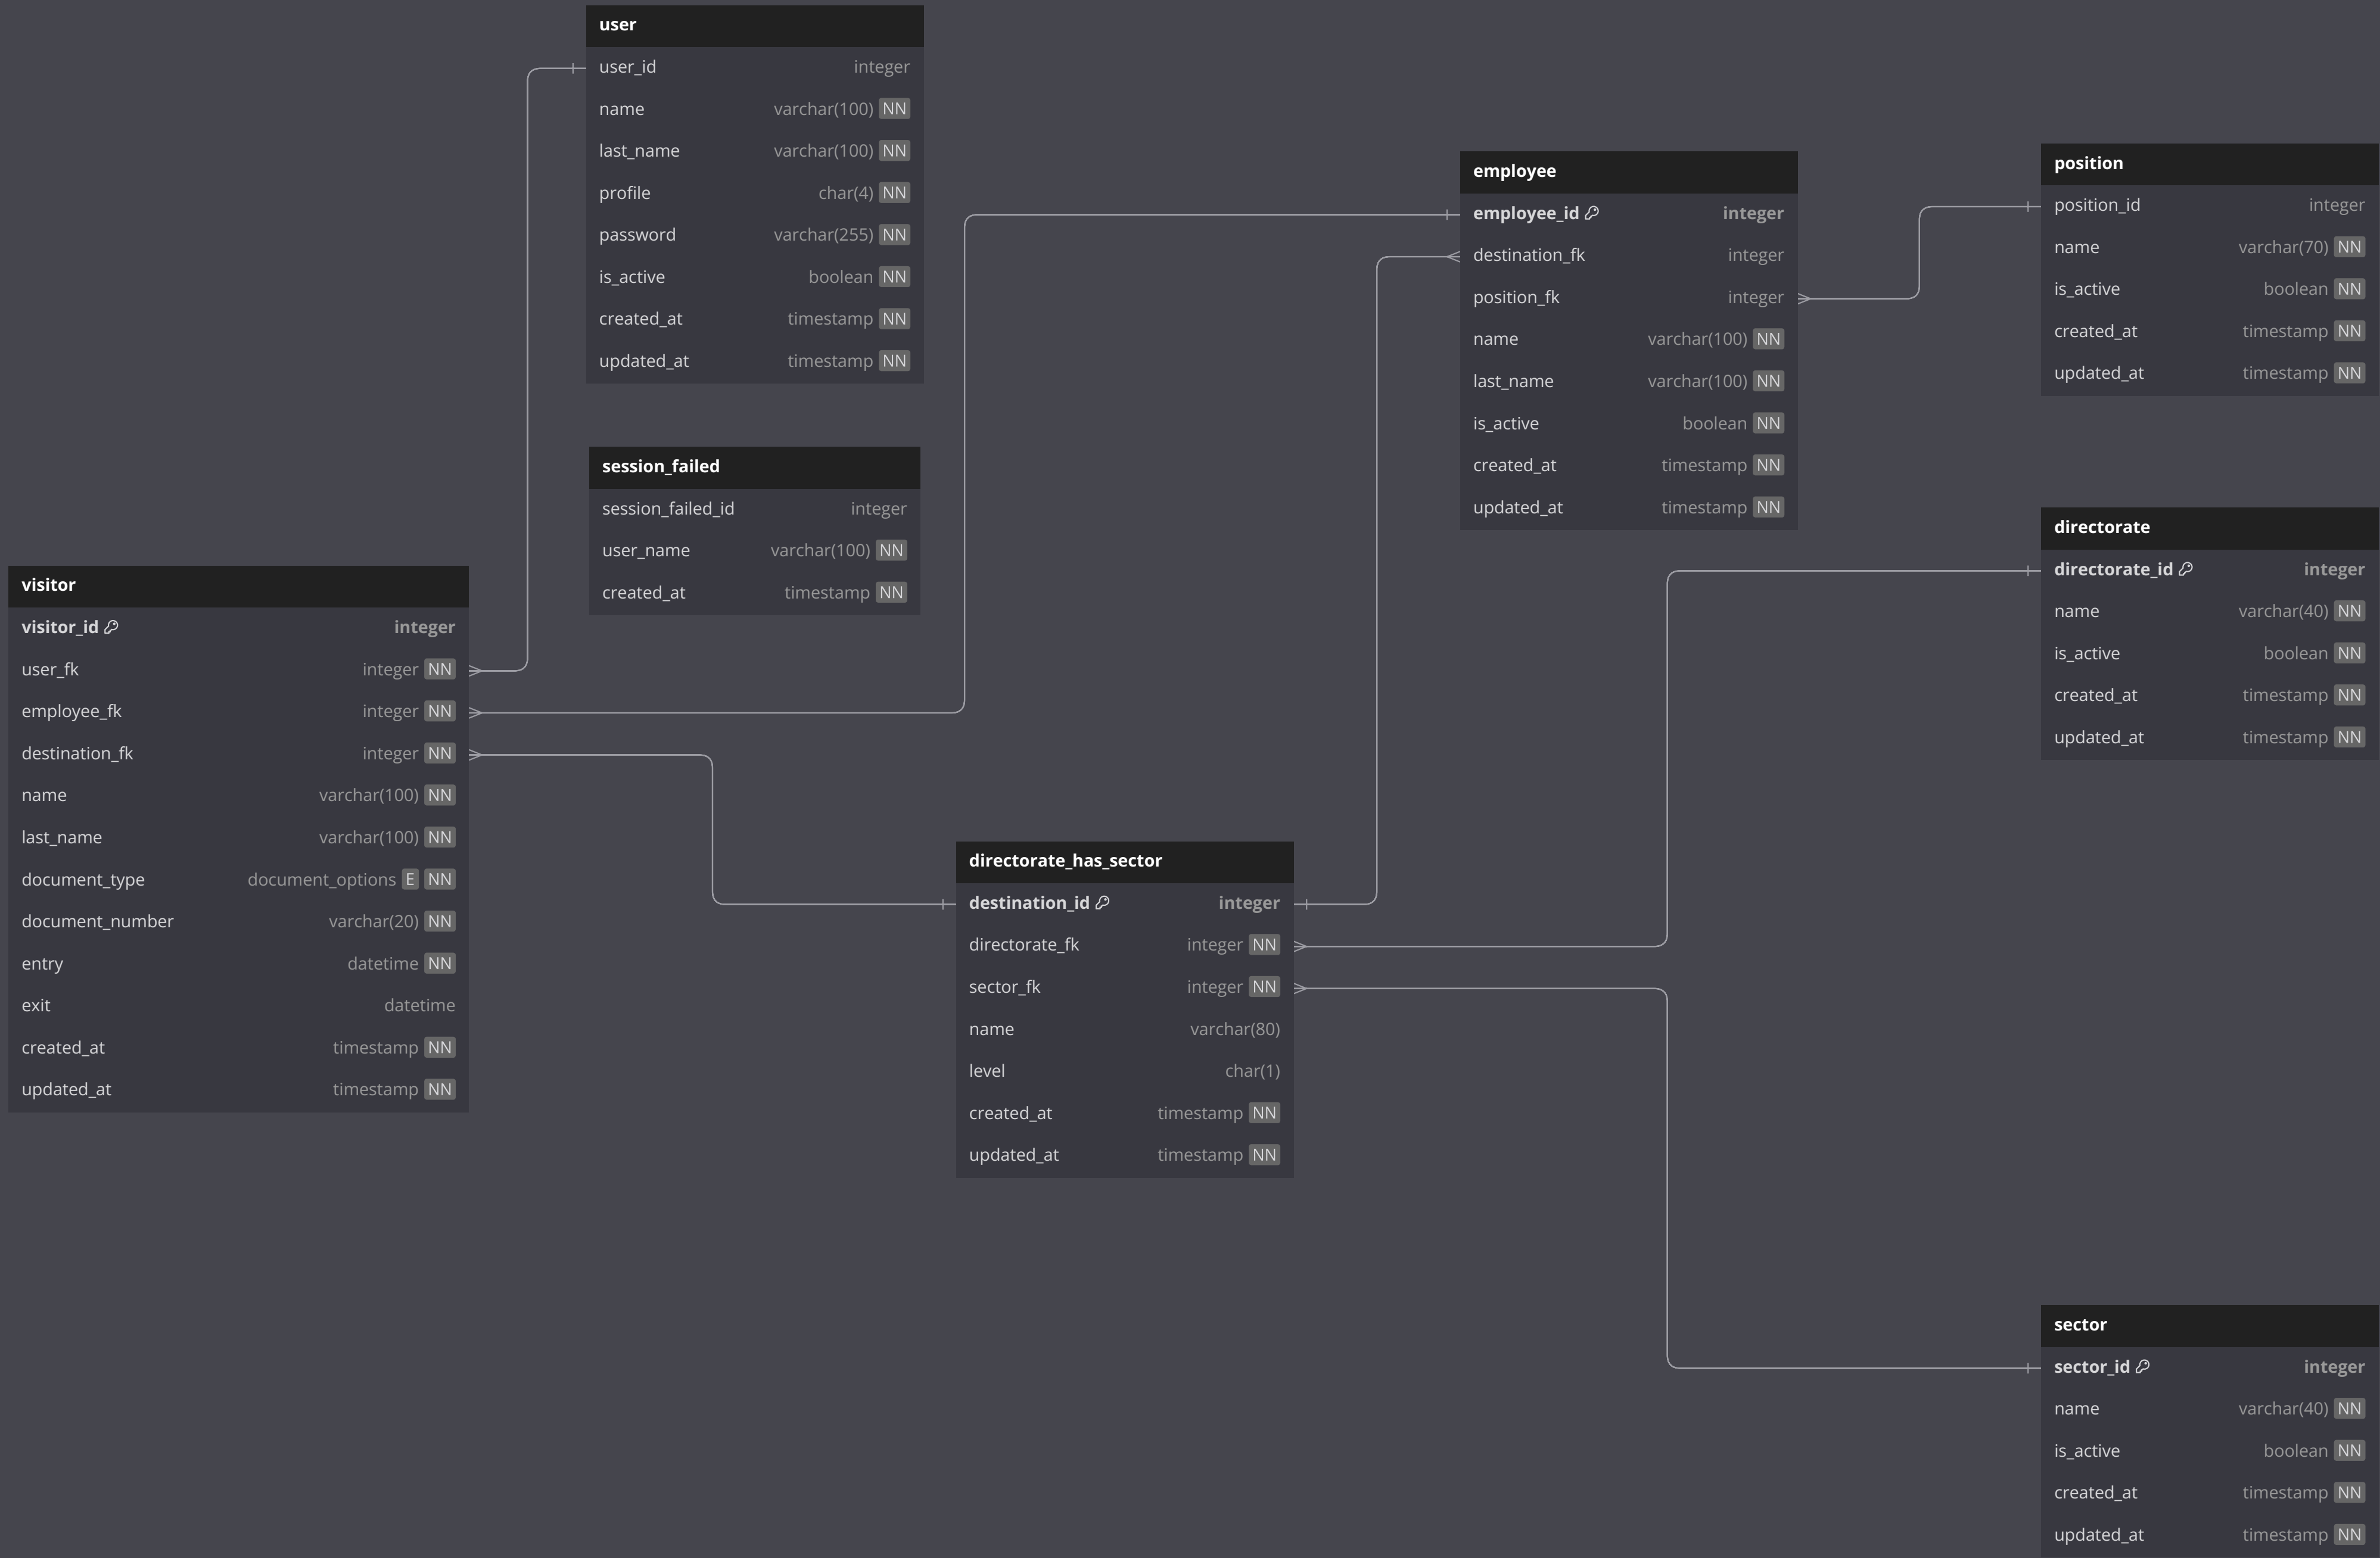 user
user_id integer
name varchar(100) NN
last_name varchar(100) NN
profile char(4) NN
password varchar(255) NN
is_active boolean NN
created_at timestamp NN
updated_at timestamp NN
session_failed
session_failed_id integer
user_name varchar(100) NN
created_at timestamp NN
visitor
visitor_id integer
user_fk integer NN
employee_fk integer NN
destination_fk integer NN
name varchar(100) NN
last_name varchar(100) NN
document_type document_options E NN
document_number varchar(20) NN
entry datetime NN
exit datetime
created_at timestamp NN
updated_at timestamp NN
employee
employee_id integer
destination_fk integer
position_fk integer
name varchar(100) NN
last_name varchar(100) NN
is_active boolean NN
created_at timestamp NN
updated_at timestamp NN
position
position_id integer
name varchar(70) NN
is_active boolean NN
created_at timestamp NN
updated_at timestamp NN
directorate
directorate_id integer
name varchar(40) NN
is_active boolean NN
created_at timestamp NN
updated_at timestamp NN
directorate_has_sector
destination_id integer
directorate_fk integer NN
sector_fk integer NN
name varchar(80)
level char(1)
created_at timestamp NN
updated_at timestamp NN
sector
sector_id integer
name varchar(40) NN
is_active boolean NN
created_at timestamp NN
updated_at timestamp NN